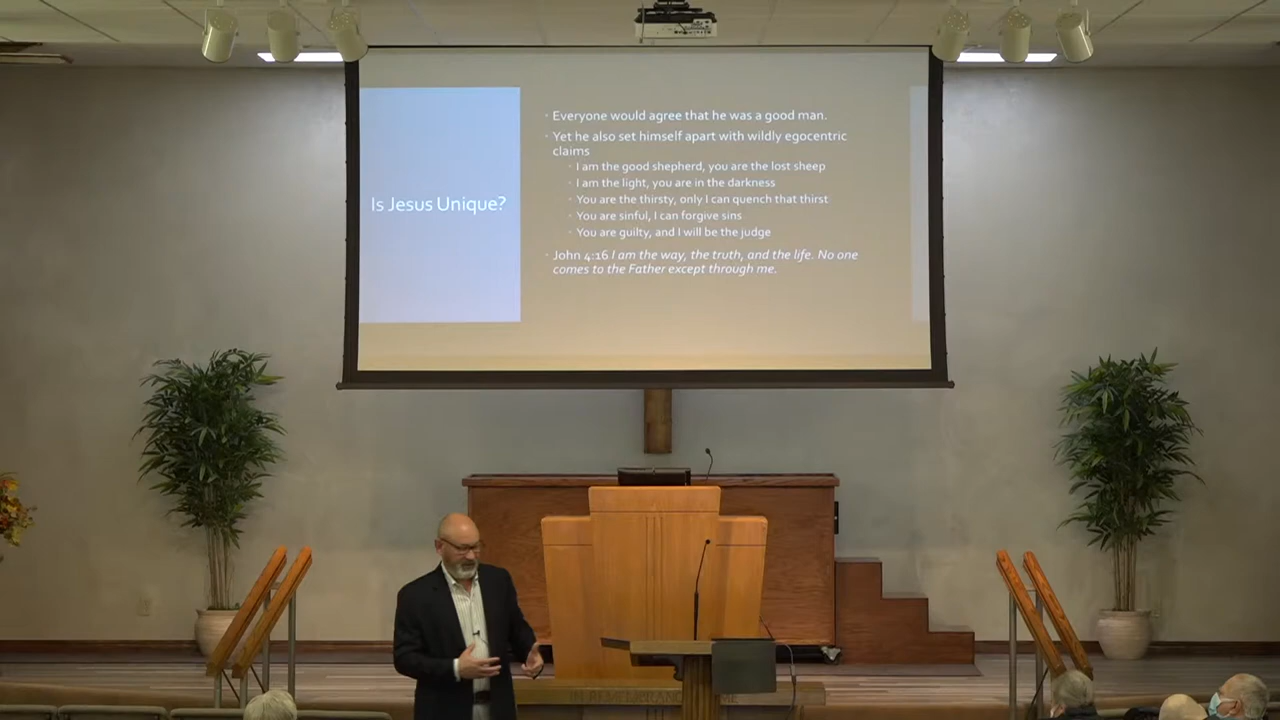 Is Jesus Unique?
Everyone would agree that he was a good man.
Yet he also set himself apart with wildly egocentric
claims
I am the good shepherd, you are the lost sheep
I am the light, you are in the darkness
You are the thirsty, only I can quench that thirst
You are sinful, I can forgive sins
You are guilty, and I will be the judge
John 4:16 I am the way, the truth, and the life. No one
comes to the Father except through me.
IN REMEMBRANCE ME